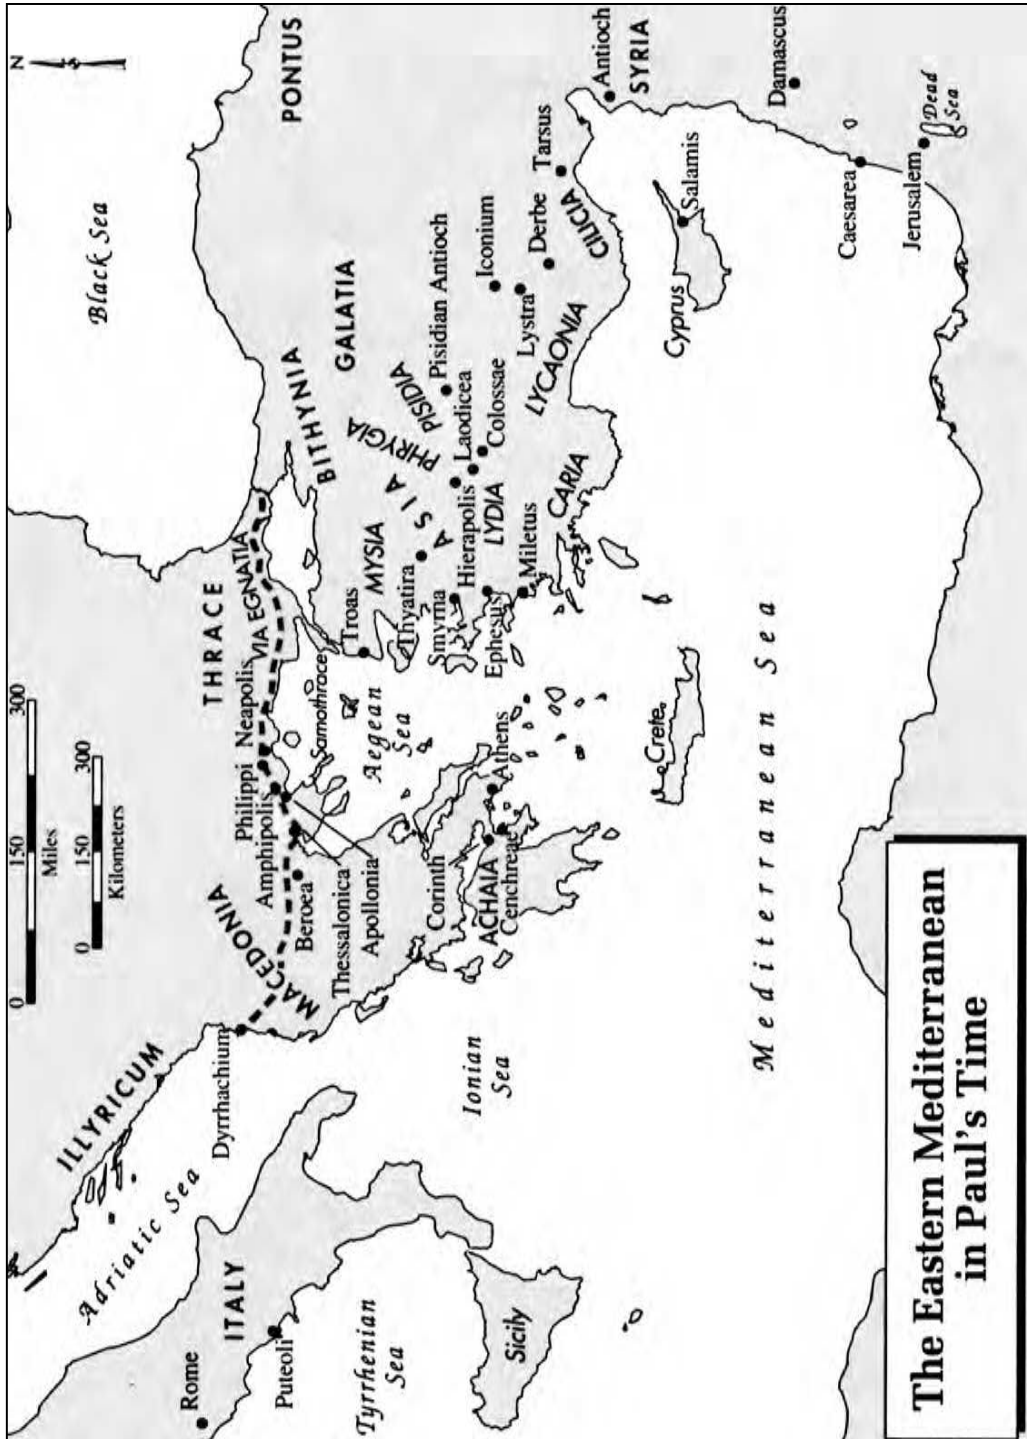 N
Black Sea
PONTUS
THRACE
BITHYNIA
GALATIA
VIA EGNATIA
ILLYRICUM
MACEDONIA
Adriatic Sea
ITALY
Rome
Puteoli
Tyrrhenian
Sea
Sicily
Dyrrhachium
Ionian
Sea
Philippi
Neapolis
Amphipolis
Beroea
Thessalonica
Apollonia
Samothrace
Aegean
Sea
Troas
MYSIA
ASIA
PHRYGIA
PISIDIA
Pisidian Antioch
Thyatira
Smyrna
Hierapolis
Laodicea
Colossae
LYDIA
Ephesus
Miletus
CARIA
Iconium
Lystra
Derbe
LYCAONIA
Tarsus
CILICIA
Antioch
SYRIA
Corinth
ACHAIA
Cenchreae
Athens
Crete
Cyprus
Salamis
Damascus
Caesarea
Jerusalem
Dead
Sea
Mediterranean Sea
0 150 300
Miles
0 150 300
Kilometers
The Eastern Mediterranean
in Paul's Time